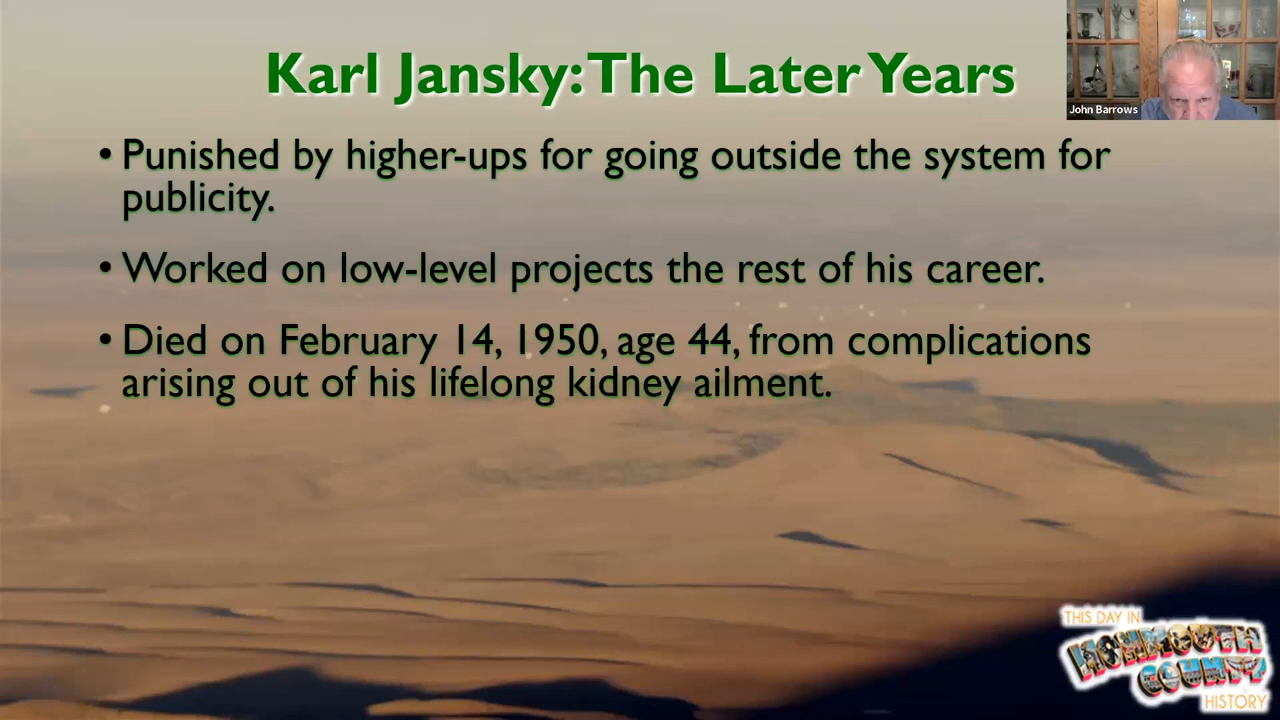 Karl Jansky: The Later Years
John Barrows
• Punished by higher-ups for going outside the system for
publicity.
• Worked on low-level projects the rest of his career.
• Died on February 14, 1950, age 44, from complications
arising out of his lifelong kidney ailment.
THIS DAY IN
MONMOUTH
COUNTY
HISTORY